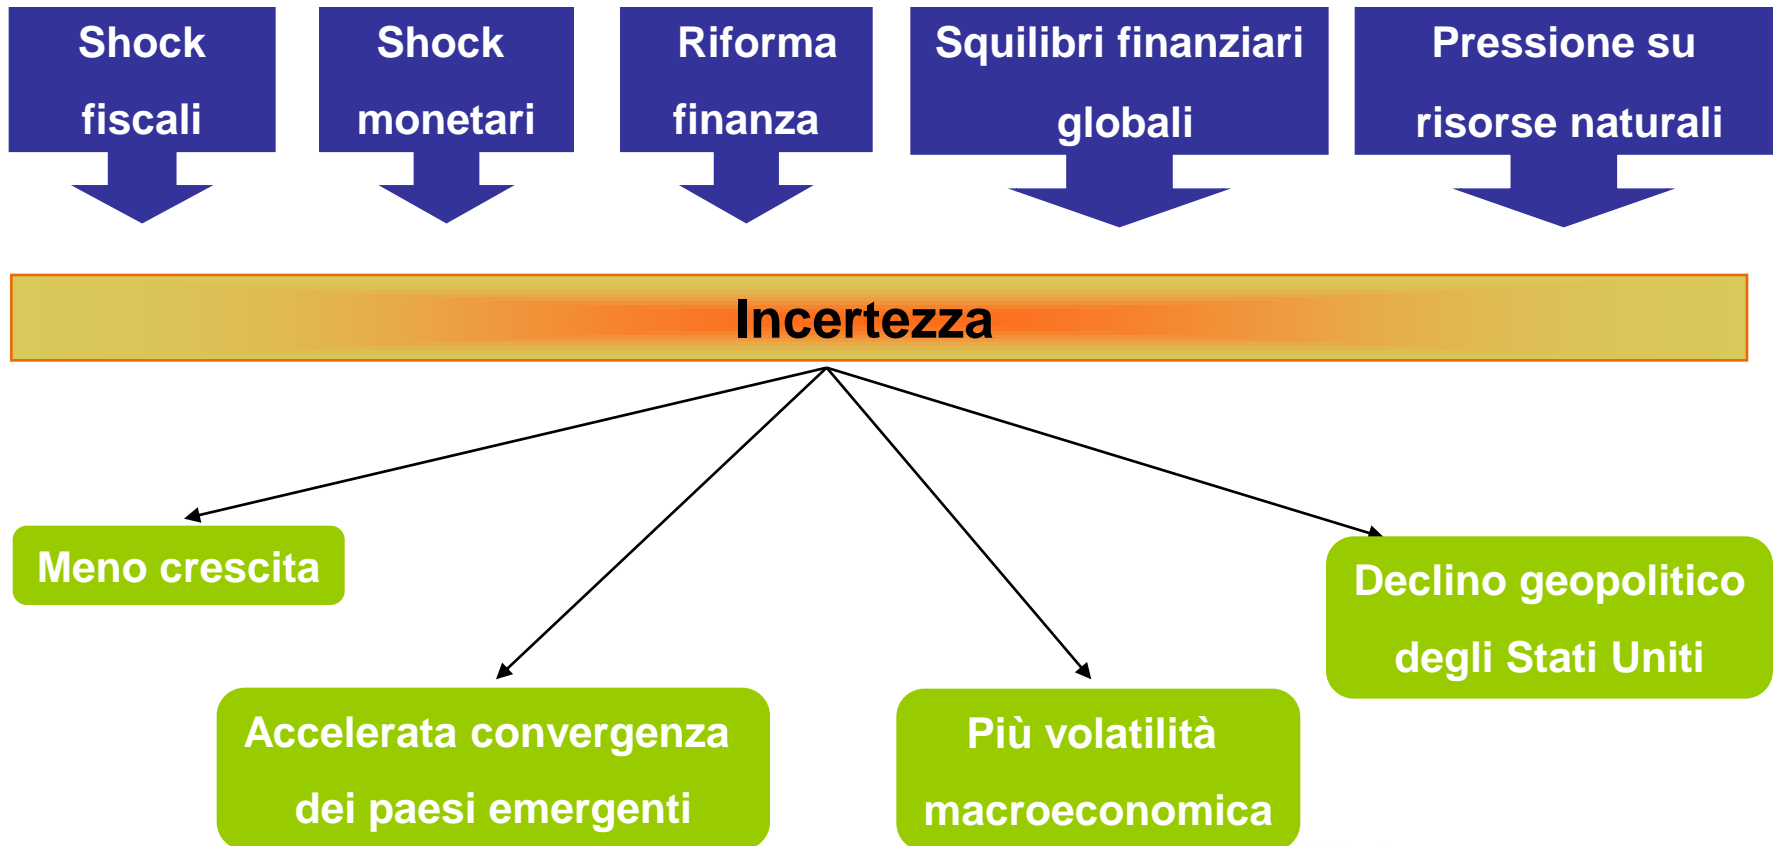 Shock
fiscali
Shock
monetari
Riforma
finanza
Squilibri finanziari
globali
Pressione su
risorse naturali
Incertezza
Meno crescita
Declino geopolitico
degli Stati Uniti
Accelerata convergenza
dei paesi emergenti
Più volatilità
macroeconomica